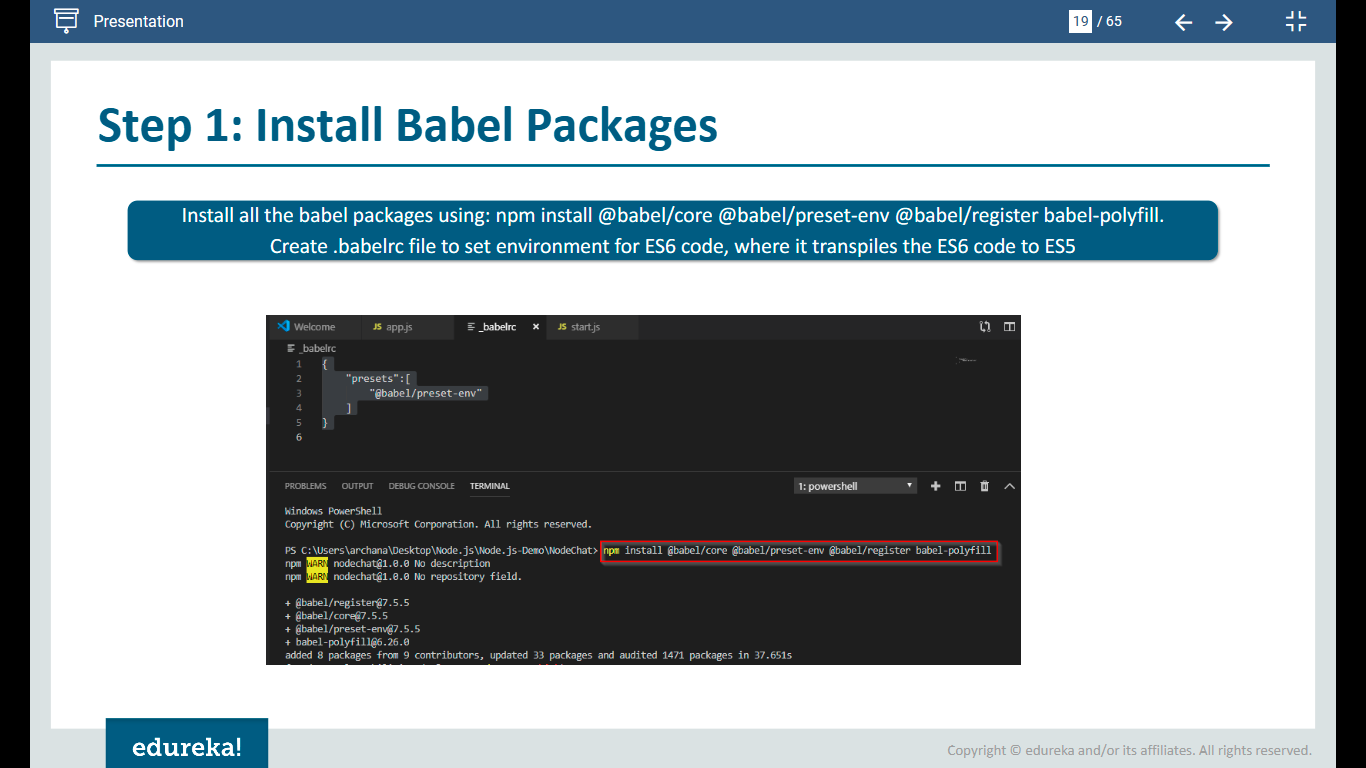 Presentation
19 / 65
Step 1: Install Babel Packages
Install all the babel packages using: npm install @babel/core @babel/preset-env @babel/register babel-polyfill.
Create .babelrc file to set environment for ES6 code, where it transpiles the ES6 code to ES5
Welcome JS app.js _babelrc × JS start.js
_babelrc
1 {
2 "presets":[
3 "@babel/preset-env"
4 ]
5 }
6
PROBLEMS OUTPUT DEBUG CONSOLE TERMINAL 1: powershell
Windows PowerShell
Copyright (C) Microsoft Corporation. All rights reserved.
PS C:\Users\archana\Desktop\Node.js\Node.js-Demo\NodeChat> npm install @babel/core @babel/preset-env @babel/register babel-polyfill
npm WARN nodechat@1.0.0 No description
npm WARN nodechat@1.0.0 No repository field.
+ @babel/register@7.5.5
+ @babel/core@7.5.5
+ @babel/preset-env@7.5.5
+ babel-polyfill@6.26.0
added 8 packages from 9 contributors, updated 33 packages and audited 1471 packages in 37.651s
edureka!
Copyright © edureka and/or its affiliates. All rights reserved.